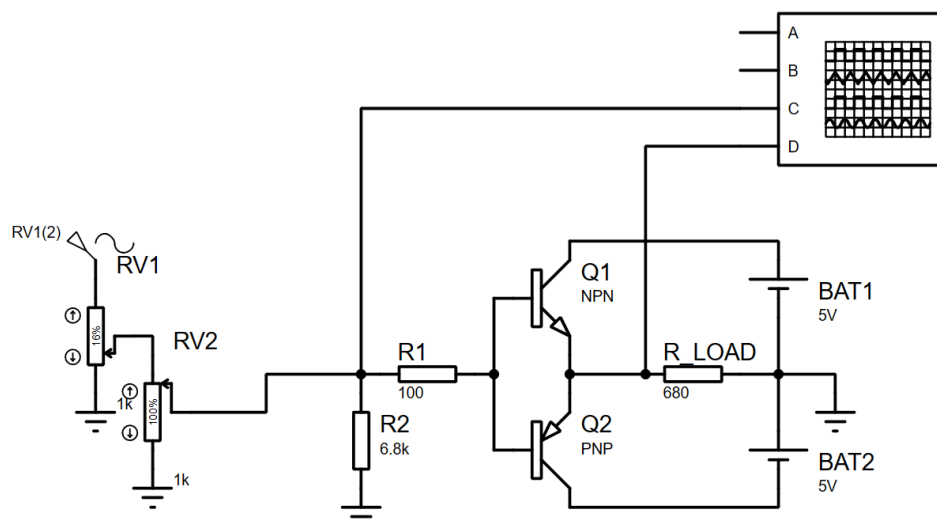 A
B
C
D
RV1(2)
RV1
16%
RV2
1k
100%
1k
R1
100
R2
6.8k
Q1
NPN
Q2
PNP
R_LOAD
680
BAT1
5V
BAT2
5V